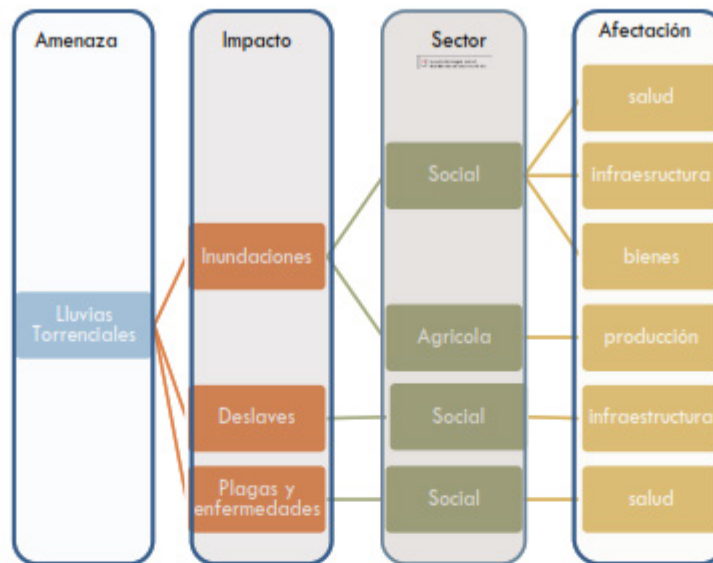 Amenaza
Impacto
Sector
Afectación
salud
Social
infraesructura
Inundaciones
bienes
Lluvias
Torrenciales
Agricola
producción
Deslaves
Social
infraestructura
Plagas y
enfermedades
Social
salud